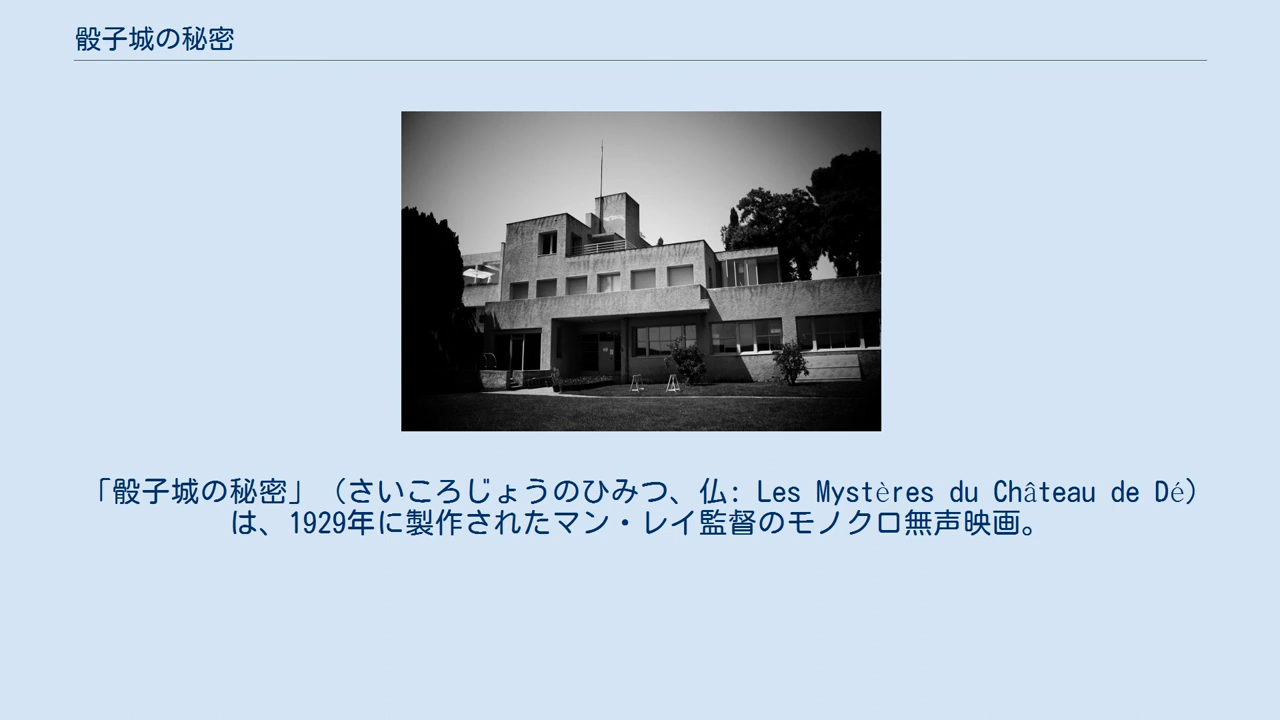 骰子城の秘密
「骰子城の秘密」（さいころじょうのひみつ、仏: Les Mystères du Château de Dé）
は、1929年に製作されたマン・レイ監督のモノクロ無声映画。